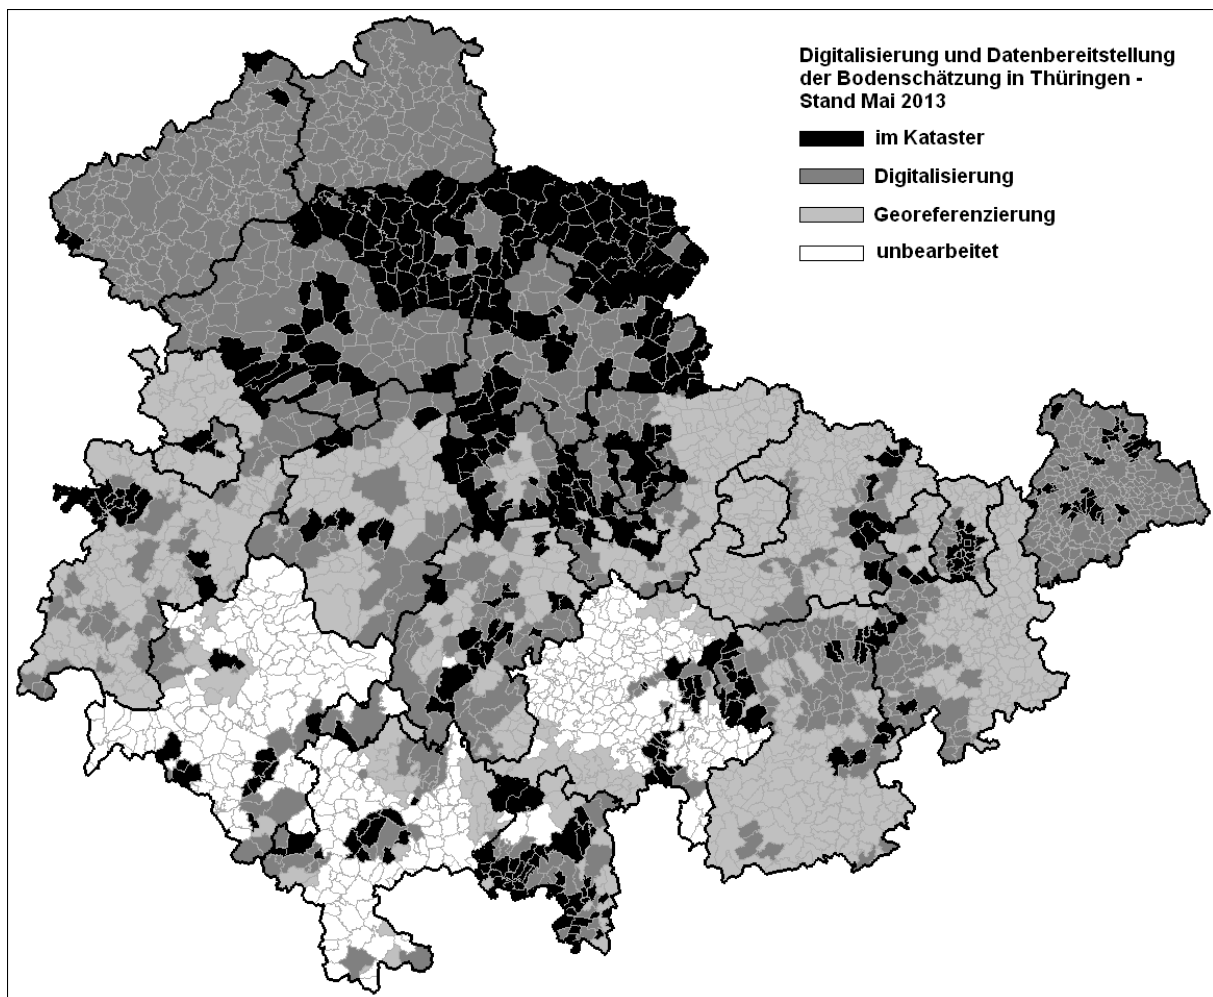 Digitalisierung und Datenbereitstellung
der Bodenschätzung in Thüringen -
Stand Mai 2013
im Kataster
Digitalisierung
Georeferenzierung
unbearbeitet